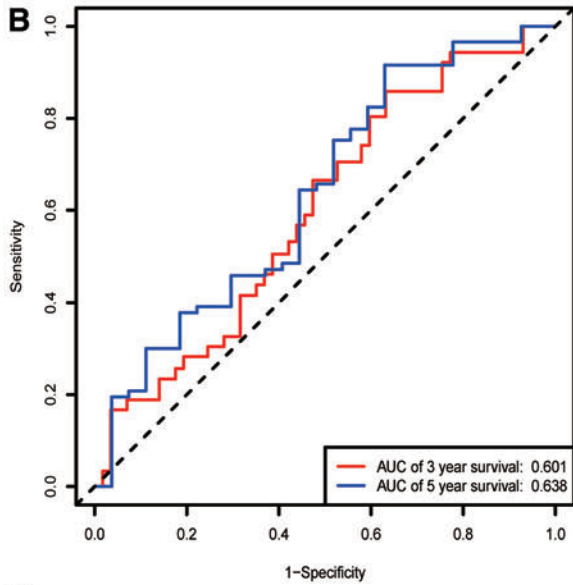 B
1.0
0.8
0.6
0.4
0.2
0.0
Sensitivity
AUC of 3 year survival: 0.601
AUC of 5 year survival: 0.638
0.0 0.2 0.4 0.6 0.8 1.0
1-Specificity